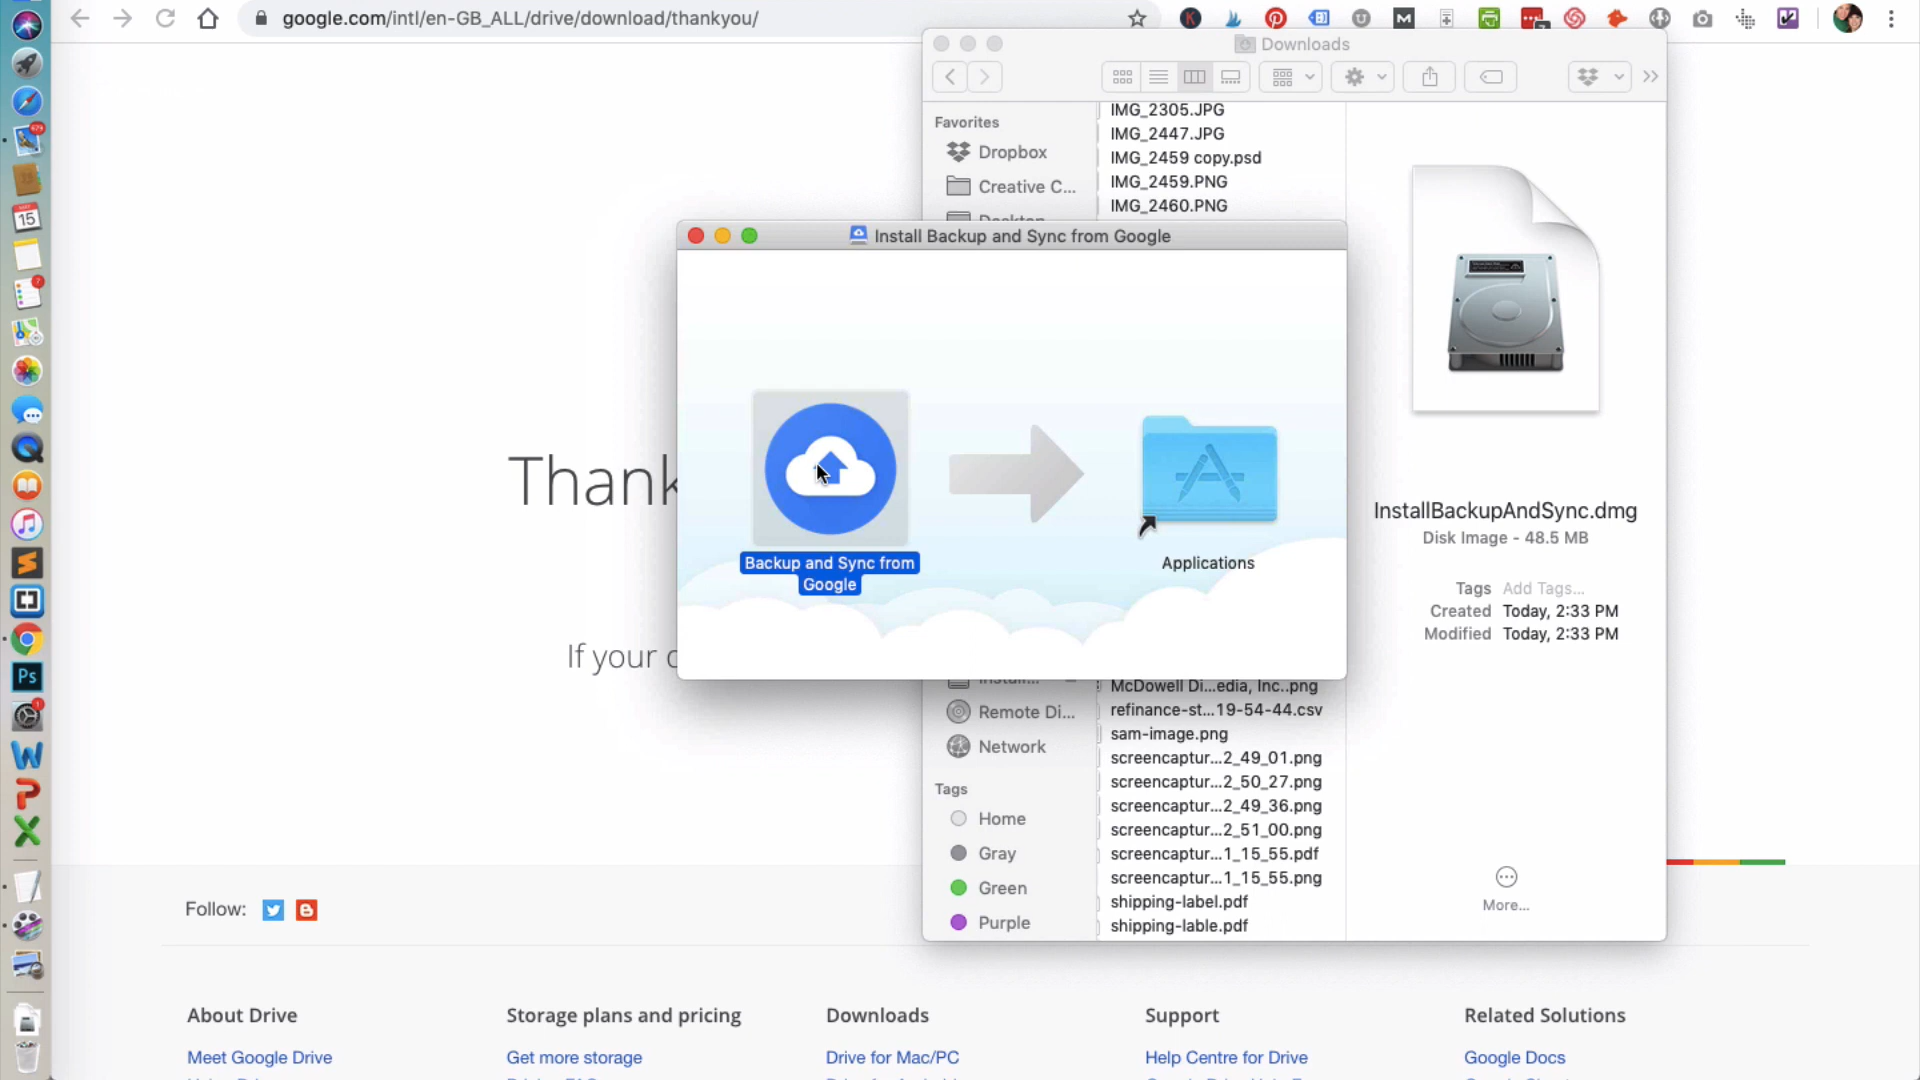 google.com/intl/en-GB_ALL/drive/download/thankyou/
Downloads
Favorites
Dropbox
Creative C...
Desktop
IMG_2305.JPG
IMG_2447.JPG
IMG_2459 copy.psd
IMG_2459.PNG
IMG_2460.PNG
Install Backup and Sync from Google
Backup and Sync from
Google
Applications
InstallBackupAndSync.dmg
Disk Image - 48.5 MB
Tags Add Tags...
Created Today, 2:33 PM
Modified Today, 2:33 PM
More...
Thank
If your
Install...
Remote Di...
Network
Tags
Home
Gray
Green
Purple
McDowell Di...edia, Inc..png
refinance-st...19-54-44.csv
sam-image.png
screencaptur...2_49_01.png
screencaptur...2_50_27.png
screencaptur...2_49_36.png
screencaptur...2_51_00.png
screencaptur...1_15_55.pdf
screencaptur...1_15_55.png
shipping-label.pdf
shipping-lable.pdf
15
Ps
Follow:
About Drive
Meet Google Drive
Storage plans and pricing
Get more storage
Downloads
Drive for Mac/PC
Support
Help Centre for Drive
Related Solutions
Google Docs